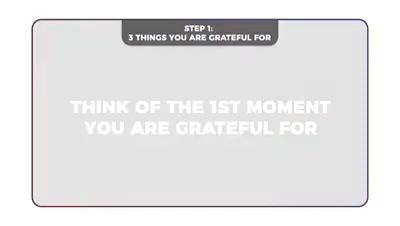 STEP 1:
3 THINGS YOU ARE GRATEFUL FOR
THINK OF THE 1ST MOMENT
YOU ARE GRATEFUL FOR